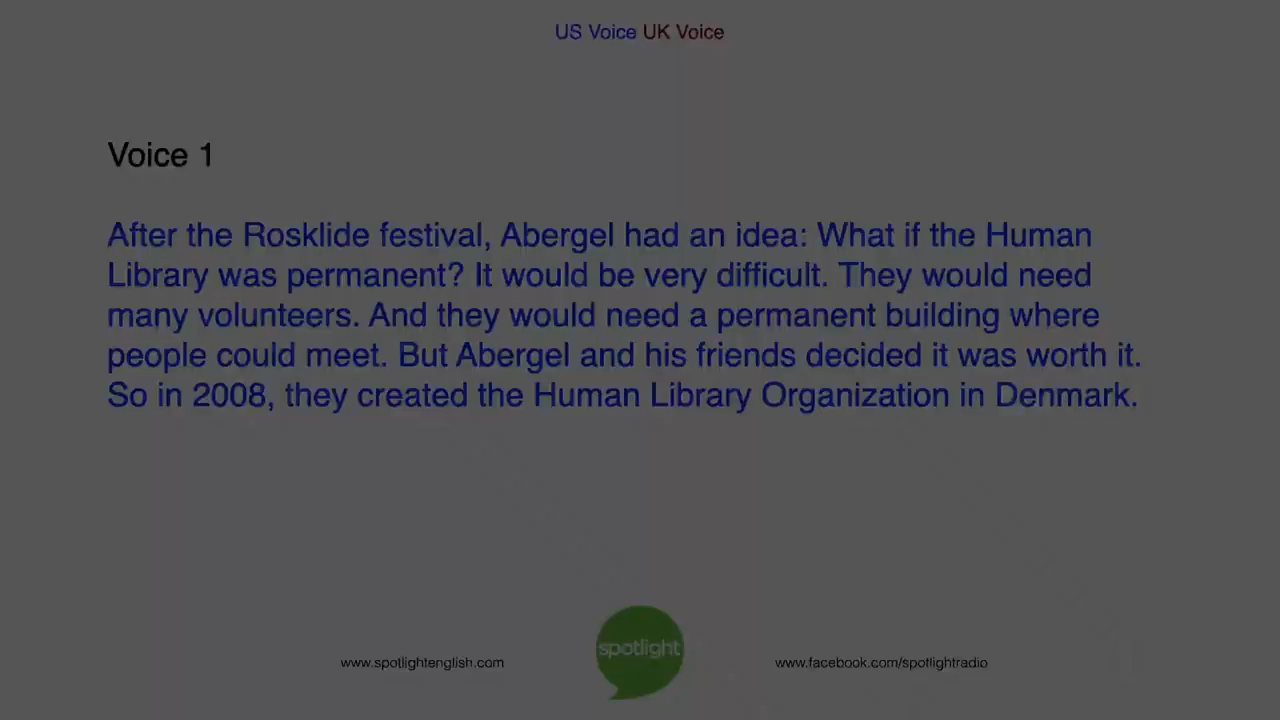 US Voice UK Voice
Voice 1
After the Rosklide festival, Abergel had an idea: What if the Human
Library was permanent? It would be very difficult. They would need
many volunteers. And they would need a permanent building where
people could meet. But Abergel and his friends decided it was worth it.
So in 2008, they created the Human Library Organization in Denmark.
spotlight
www.spotlightenglish.com
www.facebook.com/spotlightradio